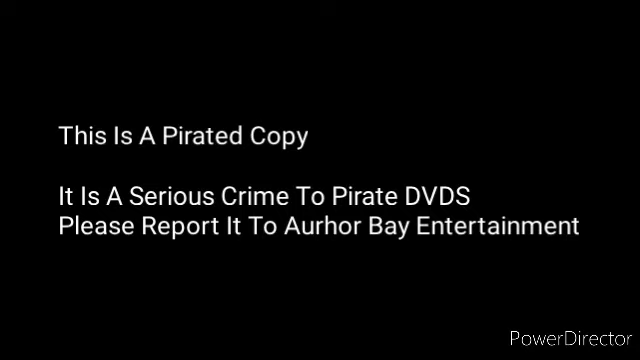 This Is A Pirated Copy
It Is A Serious Crime To Pirate DVDS
Please Report It To Aurhor Bay Entertainment
PowerDirector